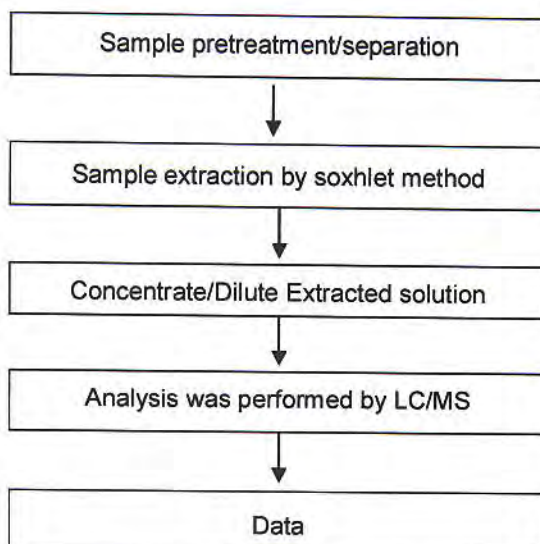 Sample pretreatment/separation
Sample extraction by soxhlet method
Concentrate/Dilute Extracted solution
Analysis was performed by LC/MS
Data